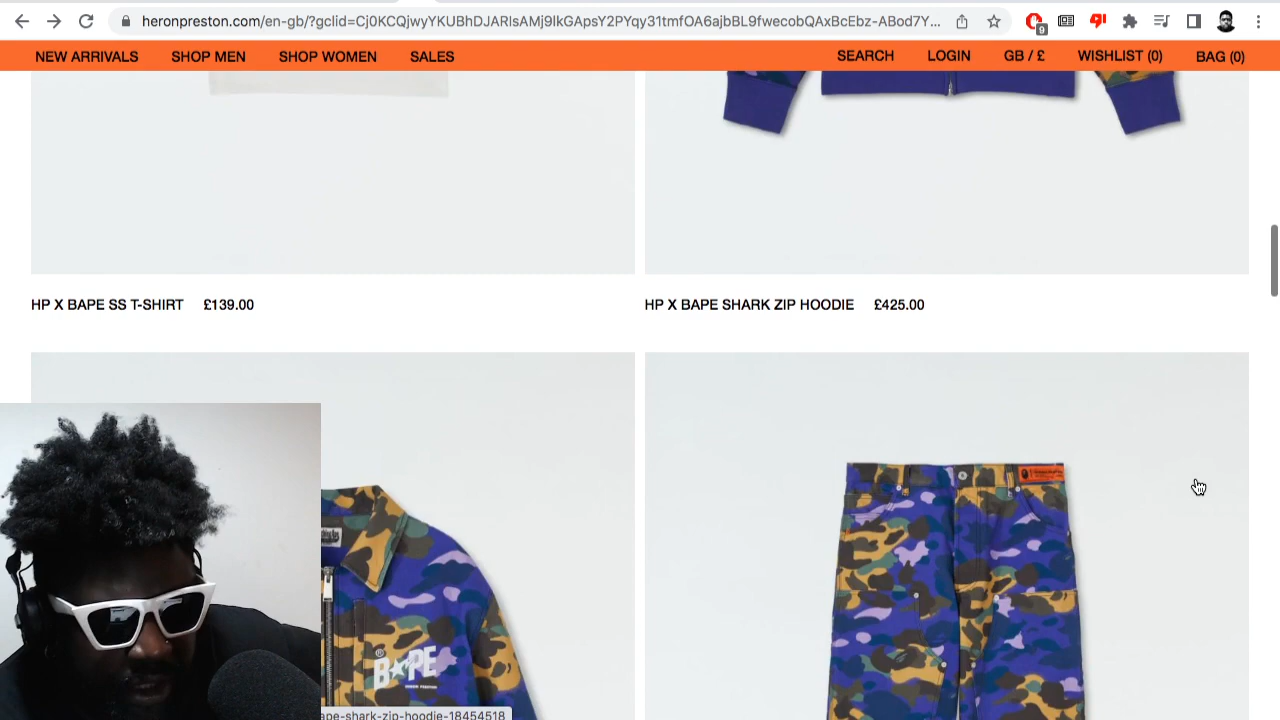 heronpreston.com/en-gb/?gclid=Cj0KCQjwyYKUBhDJARIsAMj9lkGApsY2PYqy31tmfOA6ajbBL9fwecobQAxBcEbz-ABod7Y...
9
NEW ARRIVALS SHOP MEN SHOP WOMEN SALES SEARCH LOGIN GB / £ WISHLIST (0) BAG (0)
HP X BAPE SS T-SHIRT £139.00
HP X BAPE SHARK ZIP HOODIE £425.00
BAPE
ape-shark-zip-hoodie-18454518